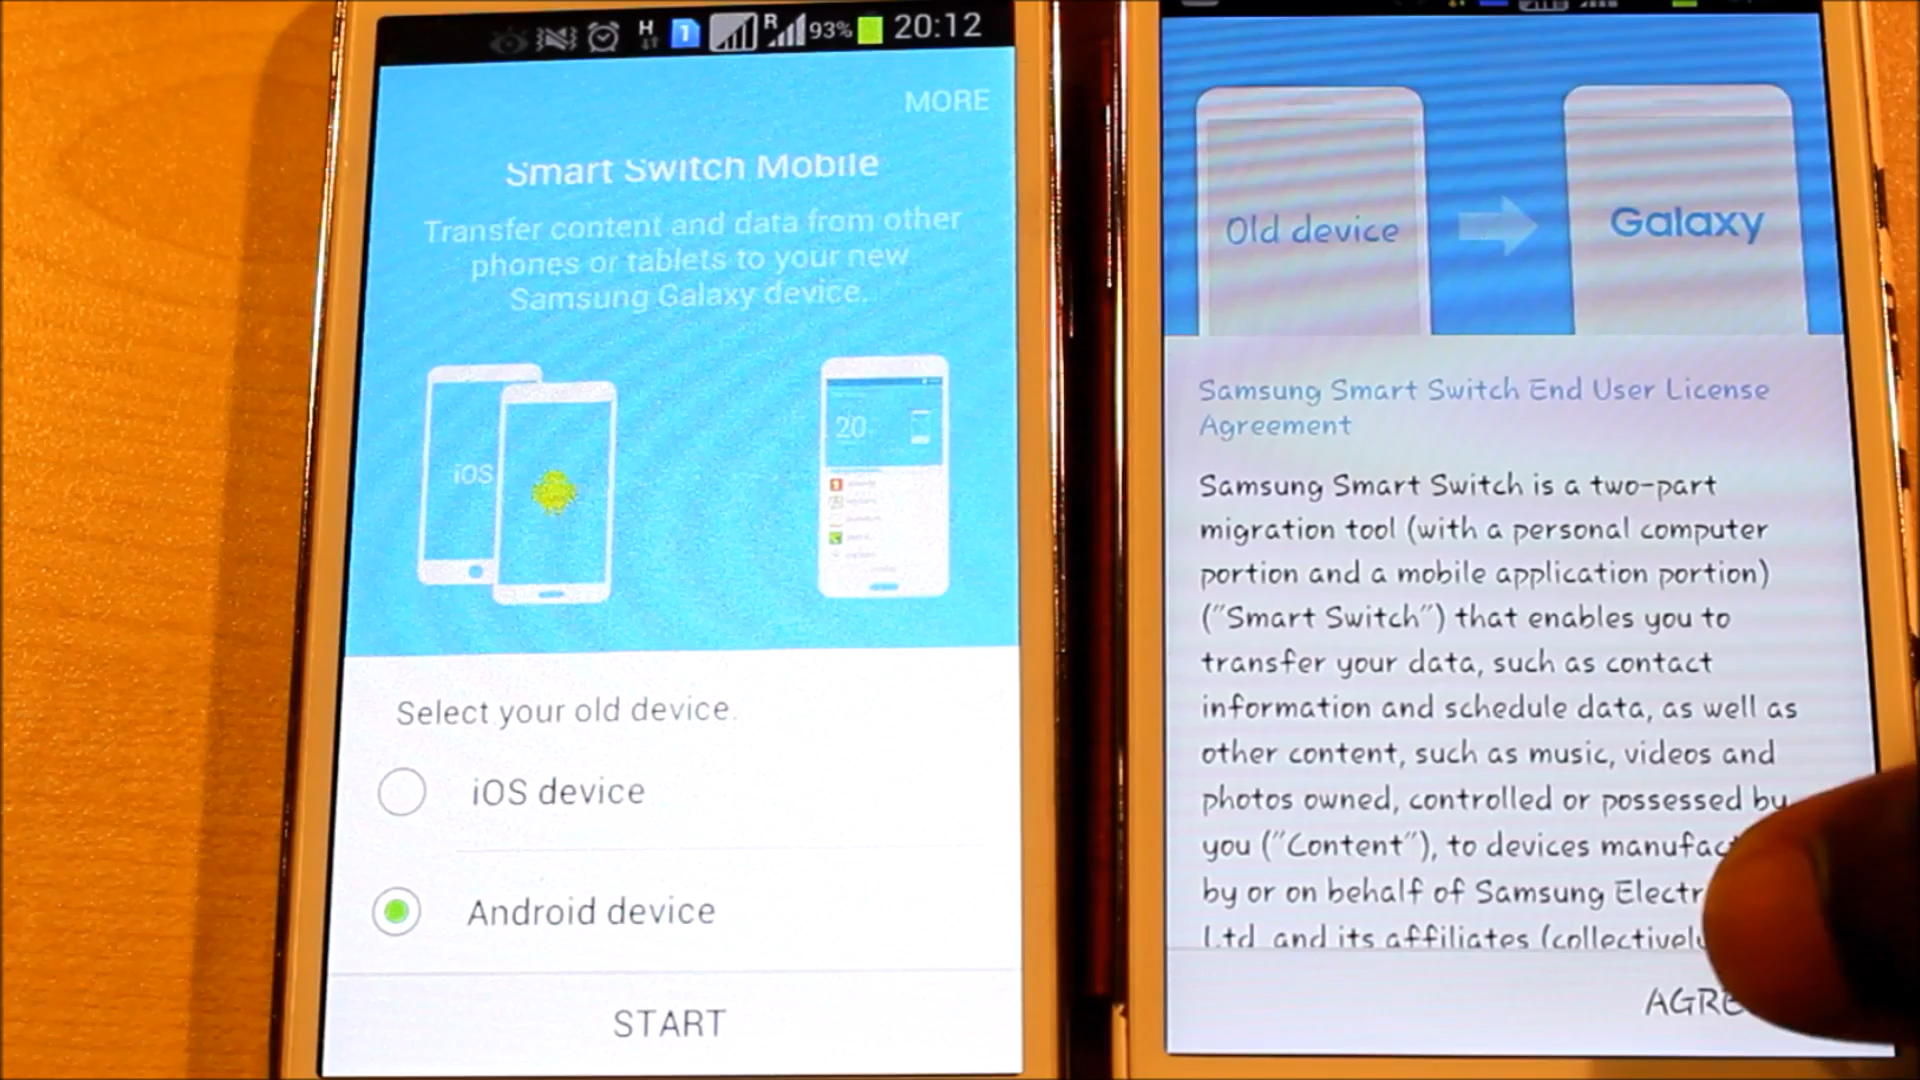 H 1 R 93% 20:12
MORE
Smart Switch Mobile
Transfer content and data from other
phones or tablets to your new
Samsung Galaxy device.
iOS
20
Select your old device.
iOS device
Android device
START
Old device
Galaxy
Samsung Smart Switch End User License
Agreement
Samsung Smart Switch is a two-part
migration tool (with a personal computer
portion and a mobile application portion)
("Smart Switch") that enables you to
transfer your data, such as contact
information and schedule data, as well as
other content, such as music, videos and
photos owned, controlled or possessed by
you ("Content"), to devices manufac
by or on behalf of Samsung Electr
Ltd and its affiliates (collectively
AGRE